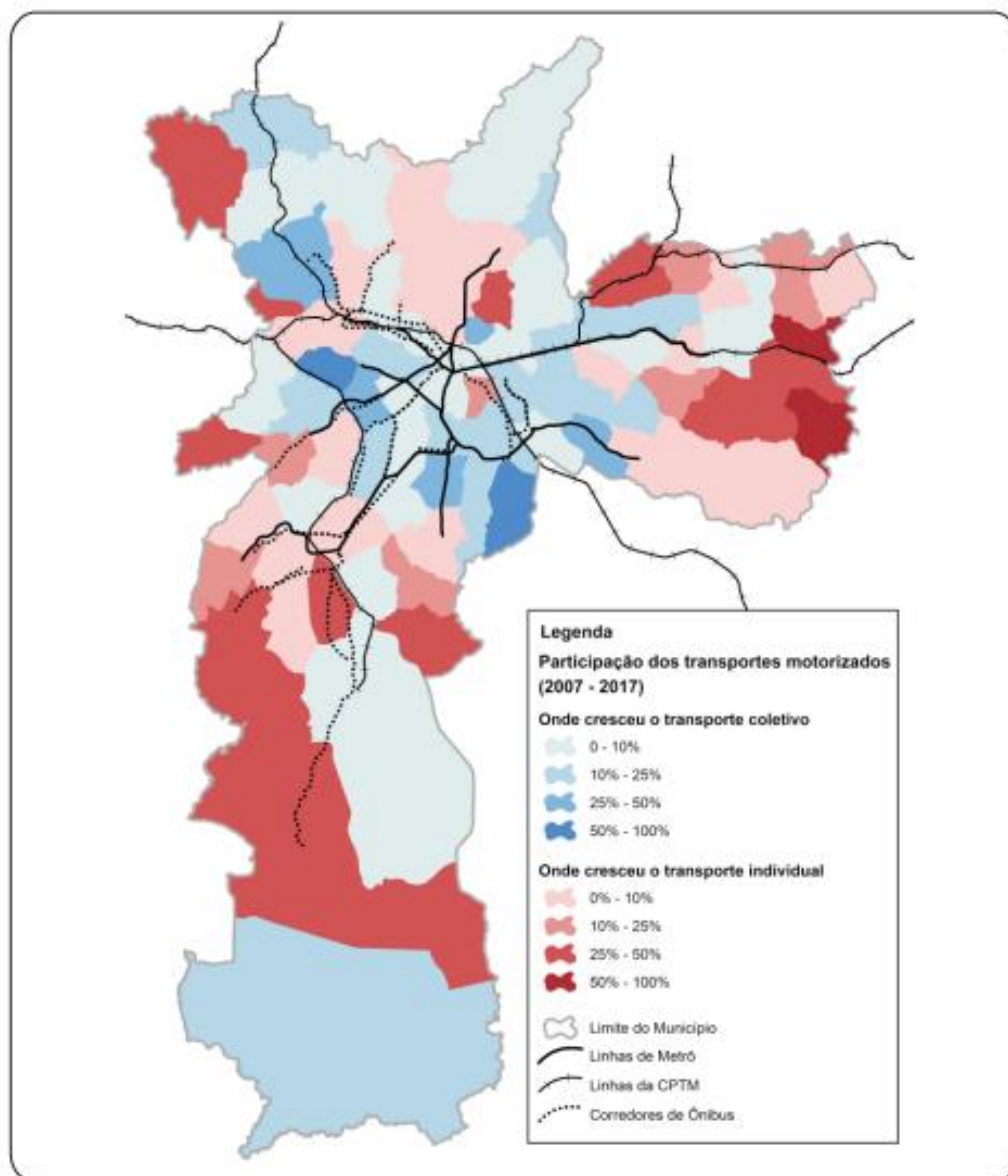 Legenda
Participação dos transportes motorizados
(2007 - 2017)
Onde cresceu o transporte coletivo
0 - 10%
10% - 25%
25% - 50%
50% - 100%
Onde cresceu o transporte individual
0% - 10%
10% - 25%
25% - 50%
50% - 100%
Limite do Município
Linhas de Metrô
Linhas da CPTM
Corredores de Ônibus